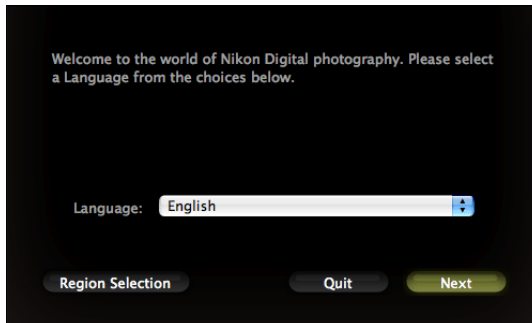 Welcome to the world of Nikon Digital photography. Please select
a Language from the choices below.
Language: English
Region Selection Quit Next